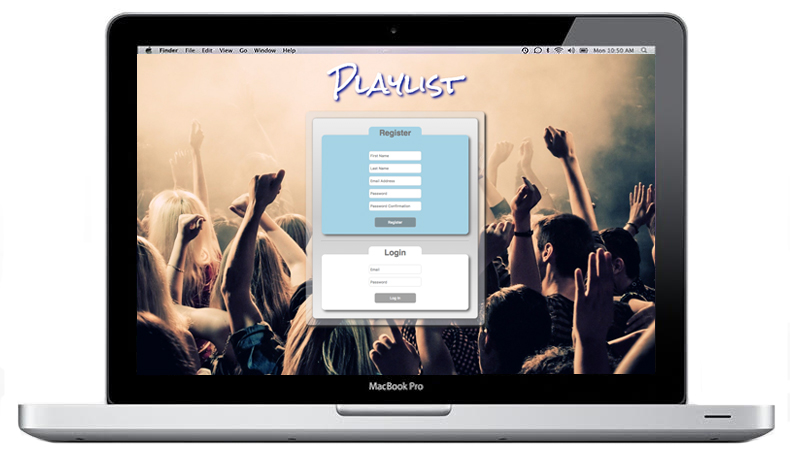 Finder File Edit View Go Window Help Mon 10:50 AM
Playlist
Register
First Name
Last Name
Email Address
Password
Password Confirmation
Register
Login
Email
Password
Log In
MacBook Pro